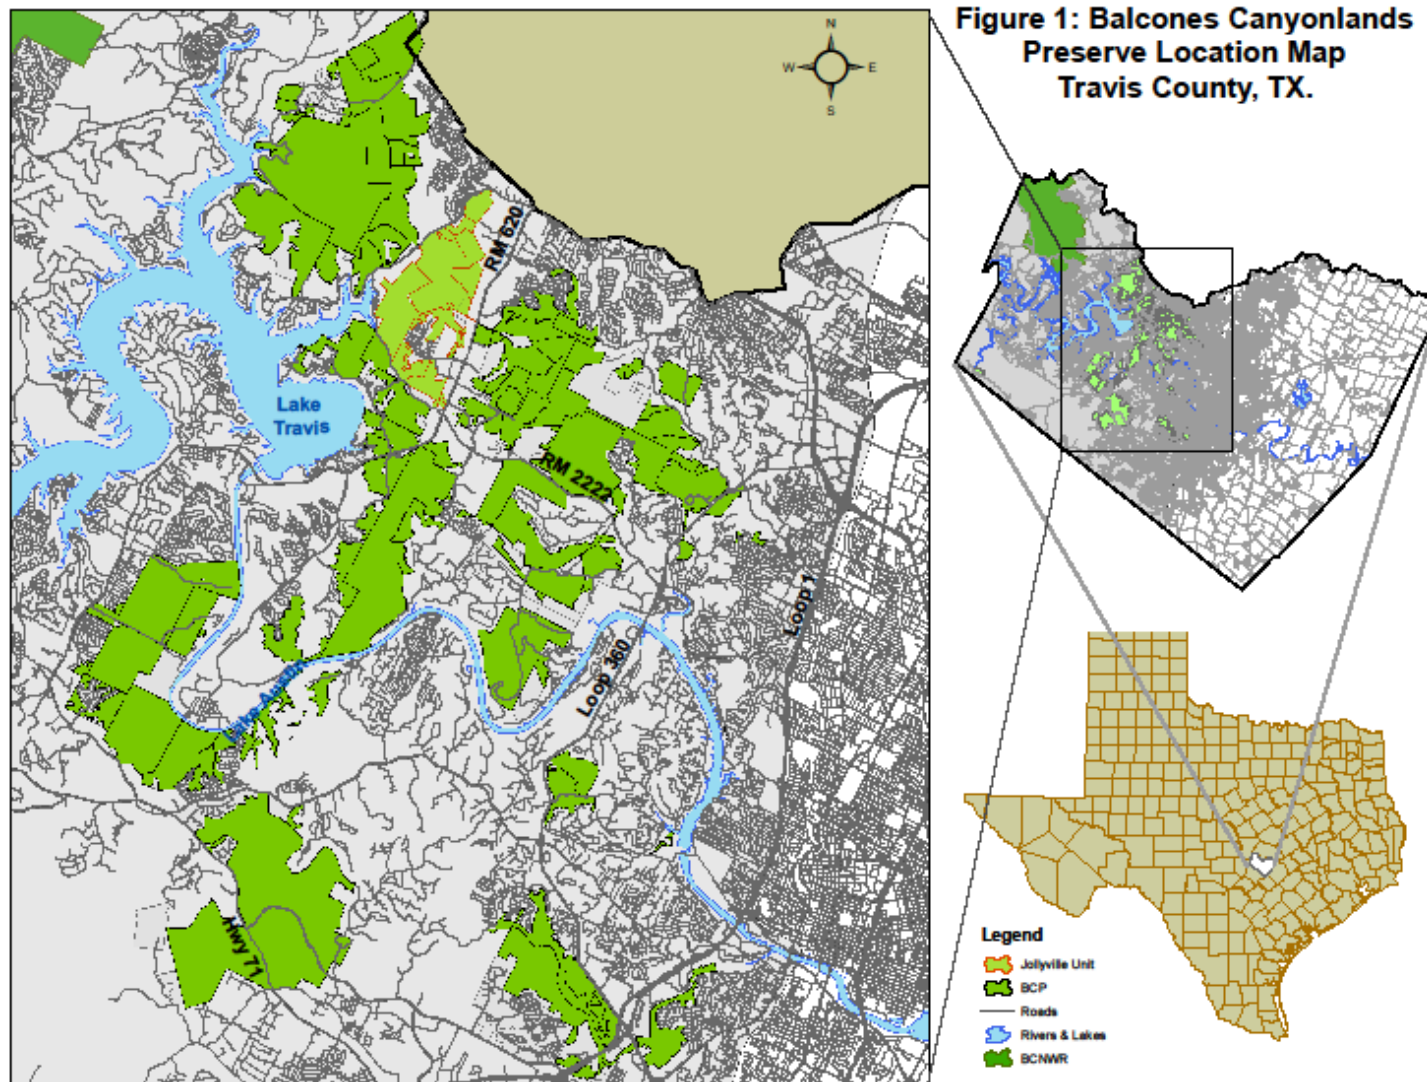 Figure 1: Balcones Canyonlands
Preserve Location Map
Travis County, TX.
N
W
E
S
RM 620
Lake
Travis
RM 2222
Loop 1
Lake Austin
Loop 360
Hwy 71
Legend
Jollyville Unit
BCP
Roads
Rivers & Lakes
BCNWR